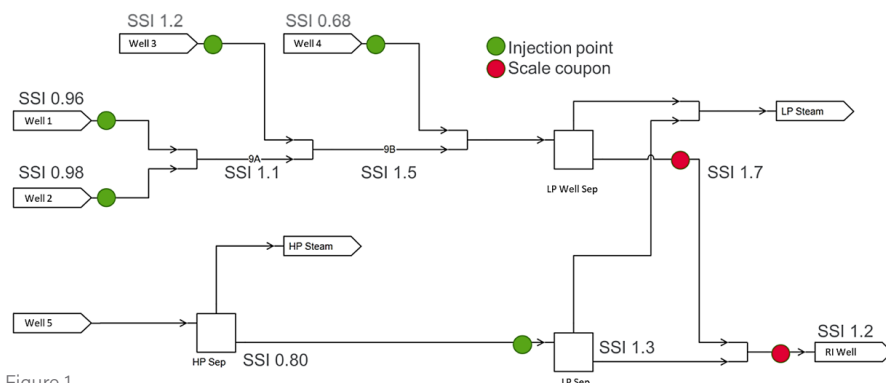 SSI 1.2
SSI 0.68
Well 3
Well 4
Injection point
Scale coupon
SSI 0.96
Well 1
LP Steam
9A
9B
SSI 0.98
SSI 1.1
SSI 1.5
SSI 1.7
Well 2
LP Well Sep
HP Steam
Well 5
SSI 1.2
SSI 1.3
RI Well
HP Sep
SSI 0.80
LP Sep
Figure 1